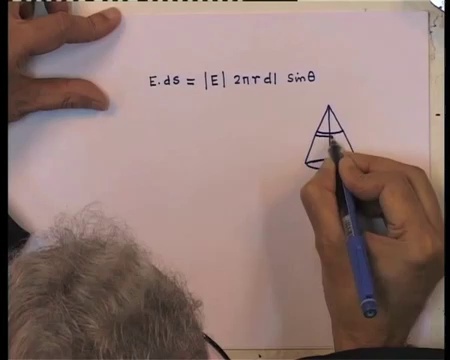 E.ds = |E| 2πr dl sinθ